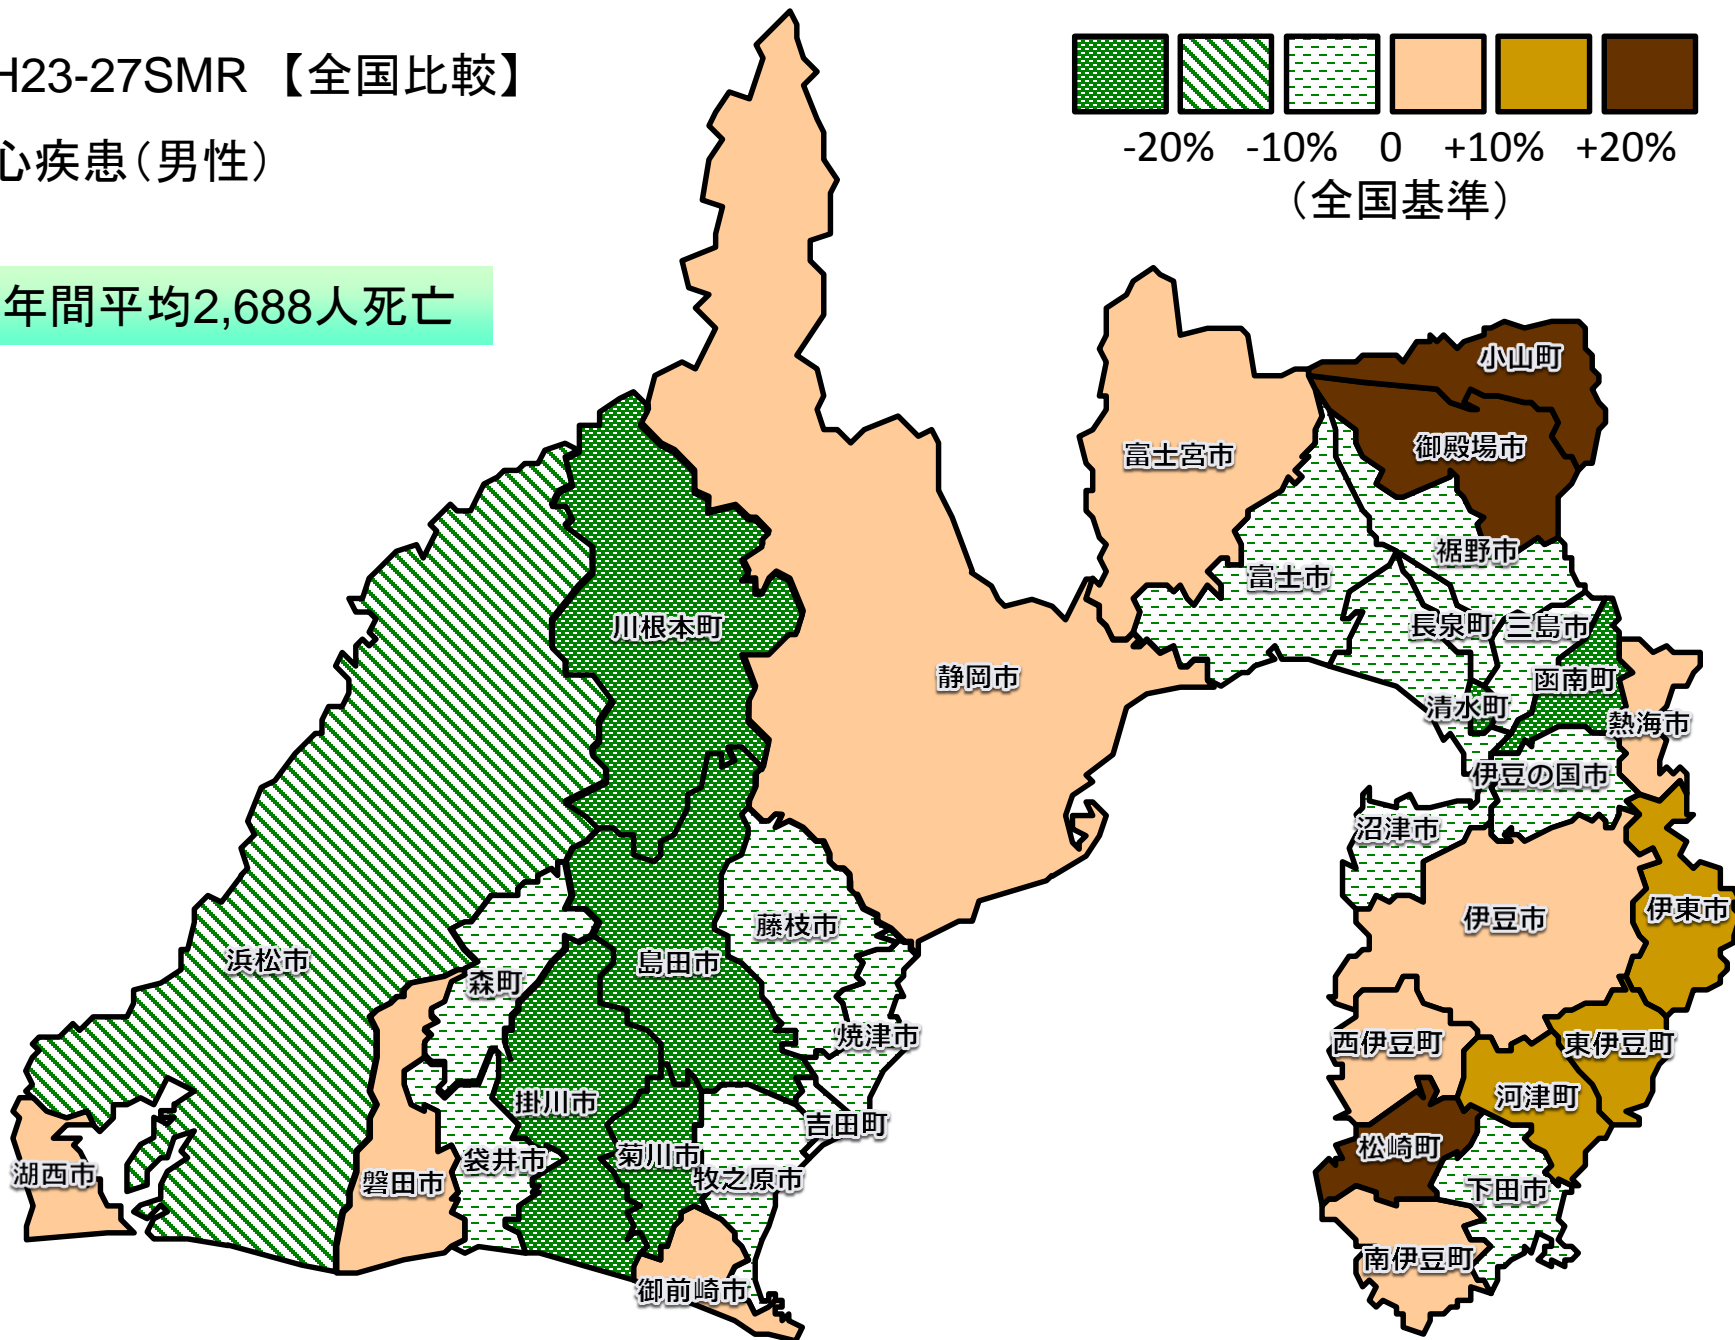 H23-27SMR 【全国比較】
心疾患（男性）
年間平均2,688人死亡
-20% -10% 0 +10% +20%
（全国基準）
小山町
御殿場市
富士宮市
裾野市
富士市
長泉町
三島市
川根本町
静岡市
函南町
清水町
熱海市
伊豆の国市
沼津市
伊東市
伊豆市
藤枝市
浜松市
島田市
森町
焼津市
西伊豆町
東伊豆町
河津町
掛川市
吉田町
松崎町
菊川市
袋井市
湖西市
磐田市
牧之原市
下田市
南伊豆町
御前崎市